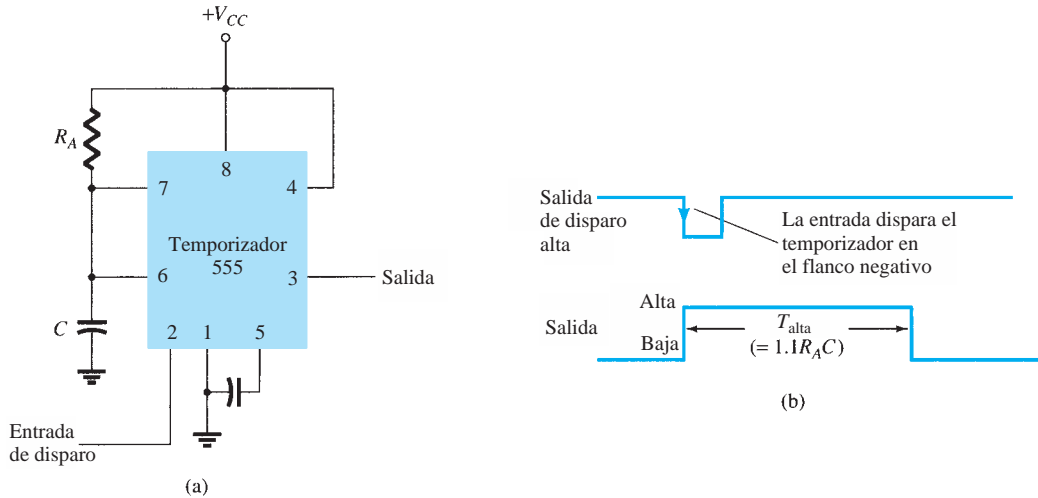 +V_CC
R_A
8
7
4
Temporizador
555
6
3
Salida
C
2
1
5
Entrada
de disparo
(a)
Salida
de disparo
alta
La entrada dispara el
temporizador en
el flanco negativo
Alta
Salida
Baja
T_alta
(= 1.1R_AC)
(b)